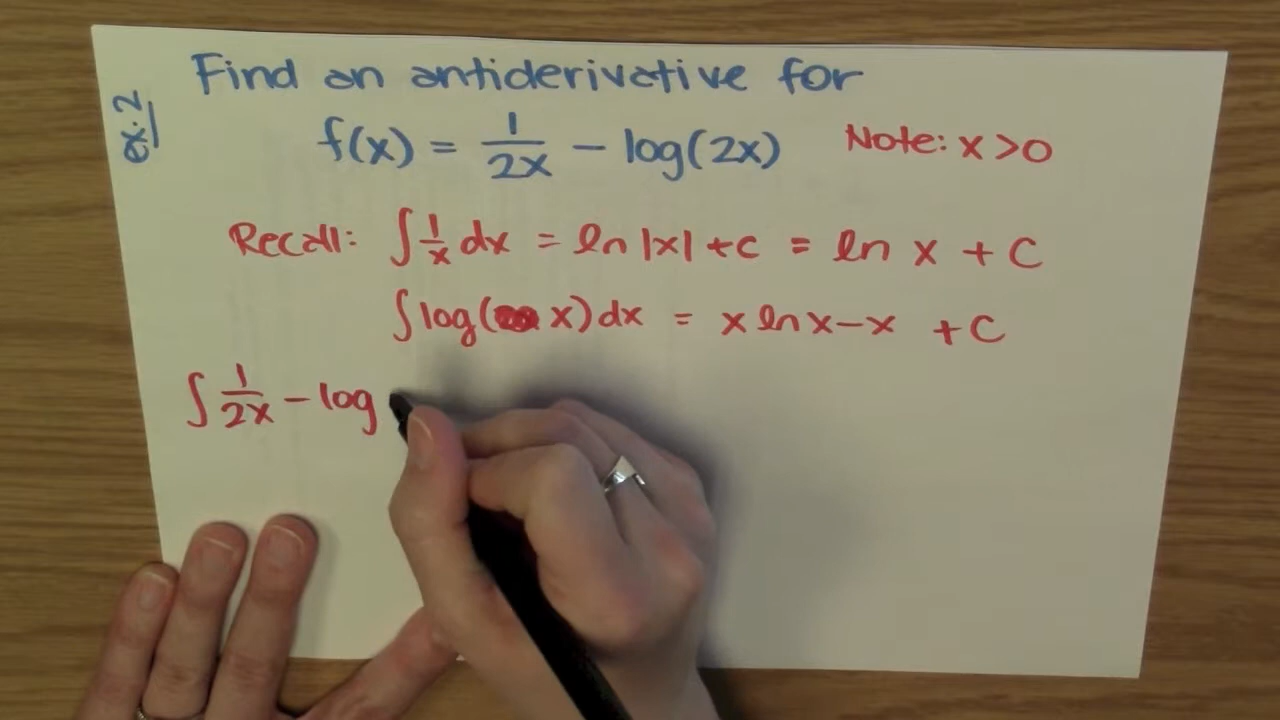 ex:2
Find an antiderivative for
f(x) = 1/2x − log(2x) Note: x > 0
Recall: ∫ 1/x dx = ln |x| + c = ln x + C
∫ log( x) dx = x ln x − x + C
∫ 1/2x − log